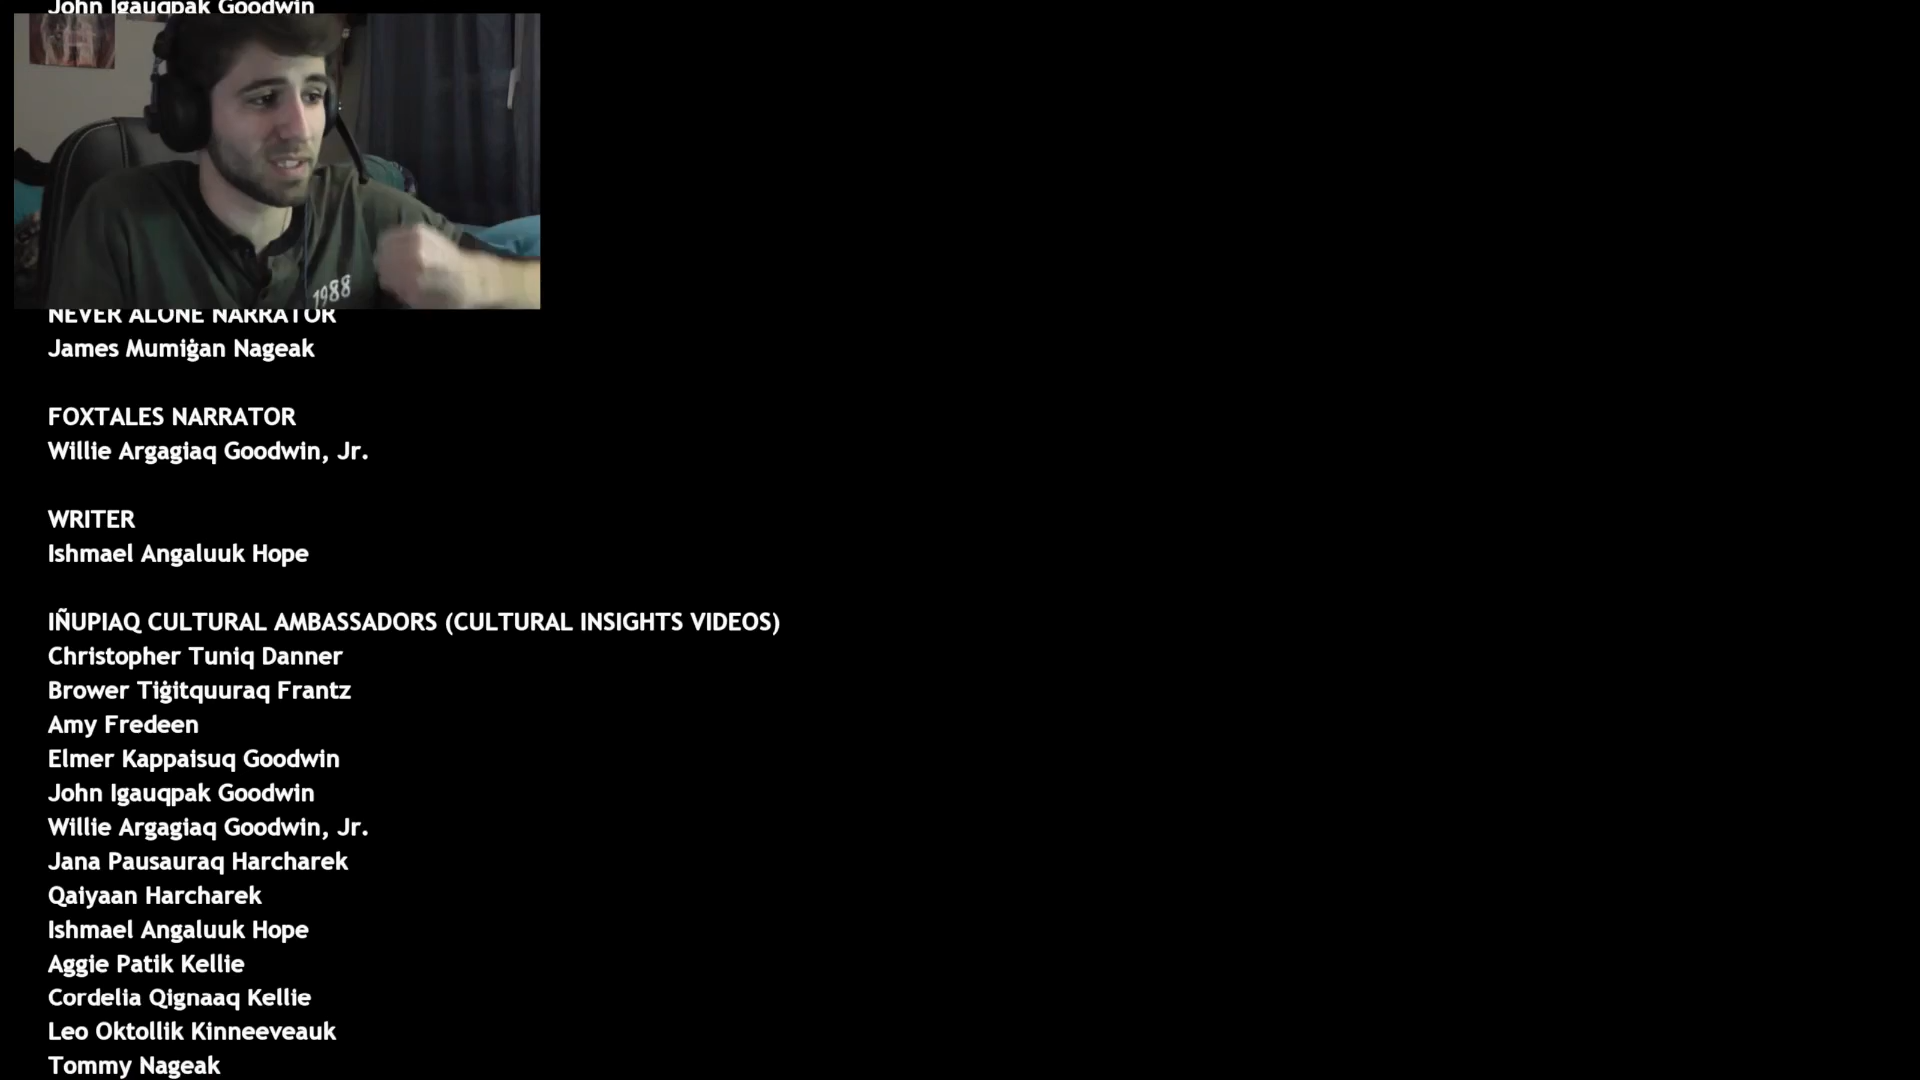 John Igauqpak Goodwin
1988
NEVER ALONE NARRATOR
James Mumiġan Nageak
FOXTALES NARRATOR
Willie Argagiaq Goodwin, Jr.
WRITER
Ishmael Angaluuk Hope
IÑUPIAQ CULTURAL AMBASSADORS (CULTURAL INSIGHTS VIDEOS)
Christopher Tuniq Danner
Brower Tiġitquuraq Frantz
Amy Fredeen
Elmer Kappaisuq Goodwin
John Igauqpak Goodwin
Willie Argagiaq Goodwin, Jr.
Jana Pausauraq Harcharek
Qaiyaan Harcharek
Ishmael Angaluuk Hope
Aggie Patik Kellie
Cordelia Qignaaq Kellie
Leo Oktollik Kinneeveauk
Tommy Nageak